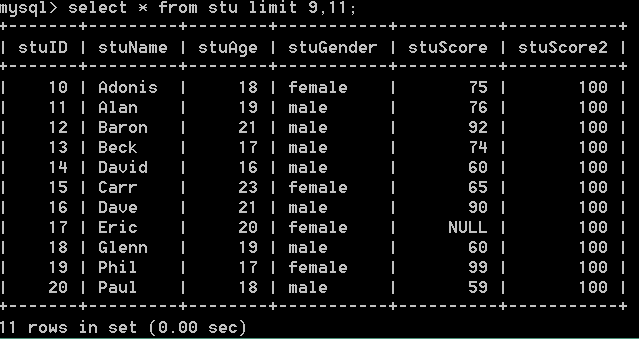 mysql> select * from stu limit 9,11;
+-------+---------+--------+-----------+----------+-----------+
| stuID | stuName | stuAge | stuGender | stuScore | stuScore2 |
+-------+---------+--------+-----------+----------+-----------+
|    10 | Adonis  |     18 | female    |       75 |       100 |
|    11 | Alan    |     19 | male      |       76 |       100 |
|    12 | Baron   |     21 | male      |       92 |       100 |
|    13 | Beck    |     17 | male      |       74 |       100 |
|    14 | David   |     16 | male      |       60 |       100 |
|    15 | Carr    |     23 | female    |       65 |       100 |
|    16 | Dave    |     21 | male      |       90 |       100 |
|    17 | Eric    |     20 | female    |     NULL |       100 |
|    18 | Glenn   |     19 | male      |       60 |       100 |
|    19 | Phil    |     17 | female    |       99 |       100 |
|    20 | Paul    |     18 | male      |       59 |       100 |
+-------+---------+--------+-----------+----------+-----------+
11 rows in set (0.00 sec)